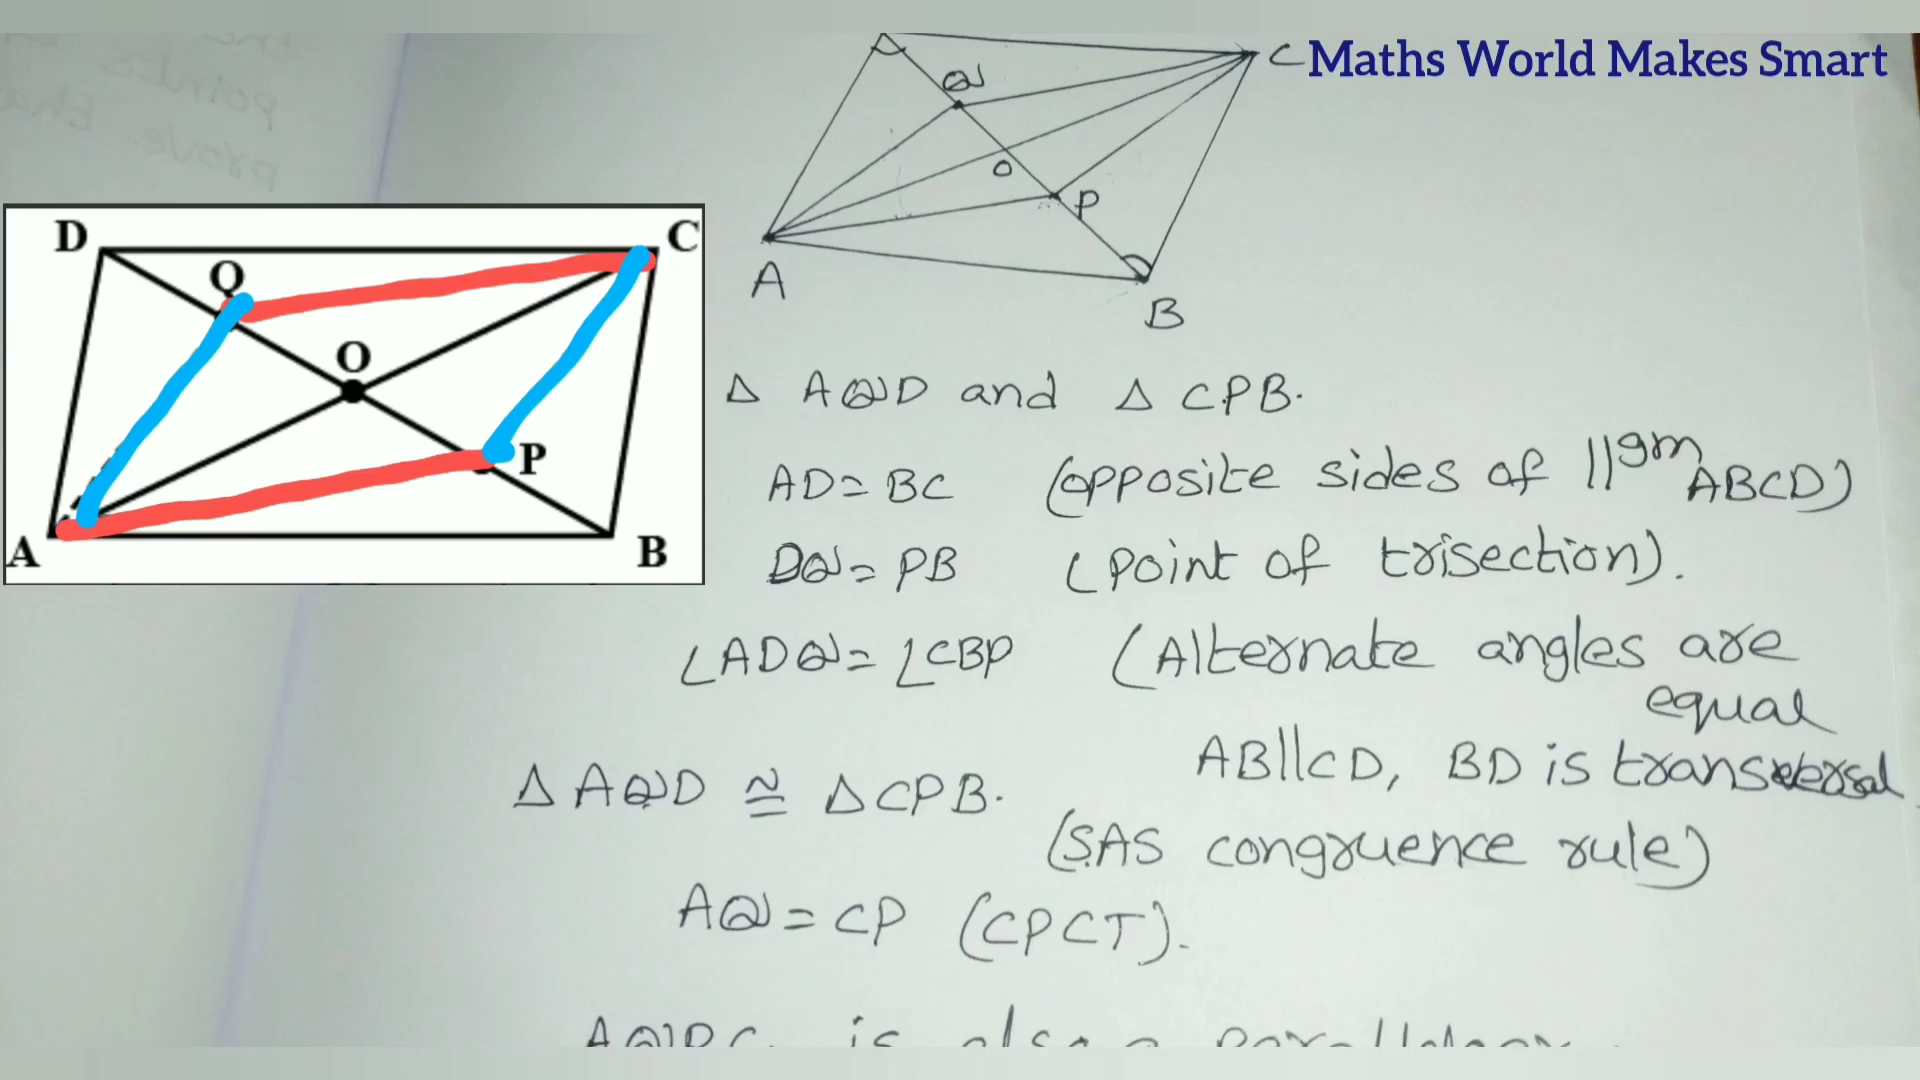 Maths World Makes Smart
C
Q
O
P
A
B
D
C
Q
O
P
A
B
△ AQD and △ CPB.
AD = BC (opposite sides of ||gm ABCD)
DQ = PB (point of trisection).
∠ADQ = ∠CBP (Alternate angles are
equal
AB||CD, BD is transversal
△ AQD ≅ △ CPB.
(SAS congruence rule)
AQ = CP (CPCT).
is also a